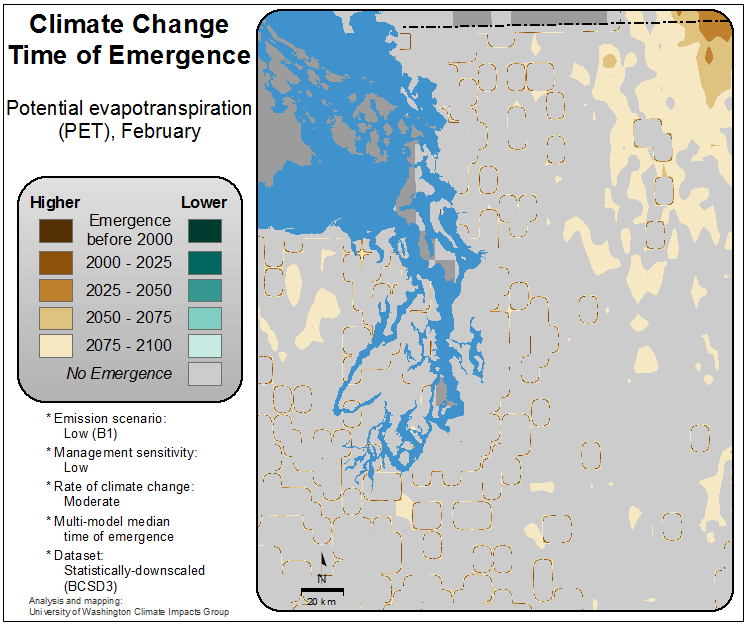 Climate Change
Time of Emergence
Potential evapotranspiration
(PET), February
Higher
Lower
Emergence
before 2000
2000 - 2025
2025 - 2050
2050 - 2075
2075 - 2100
No Emergence
* Emission scenario:
Low (B1)
* Management sensitivity:
Low
* Rate of climate change:
Moderate
* Multi-model median
time of emergence
* Dataset:
Statistically-downscaled
(BCSD3)
Analysis and mapping:
University of Washington Climate Impacts Group
N
20 km